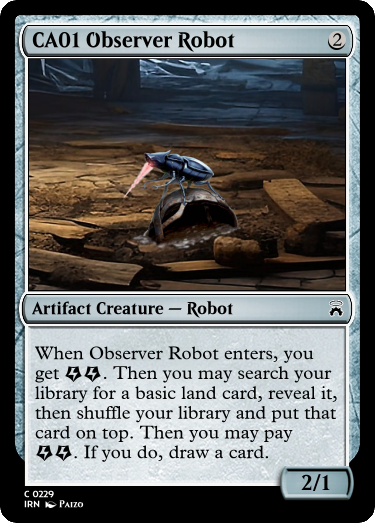 CA01 Observer Robot 2
Artifact Creature — Robot
When Observer Robot enters, you
get. Then you may search your
library for a basic land card, reveal it,
then shuffle your library and put that
card on top. Then you may pay
. If you do, draw a card.
2/1
C 0229
IRN Paizo